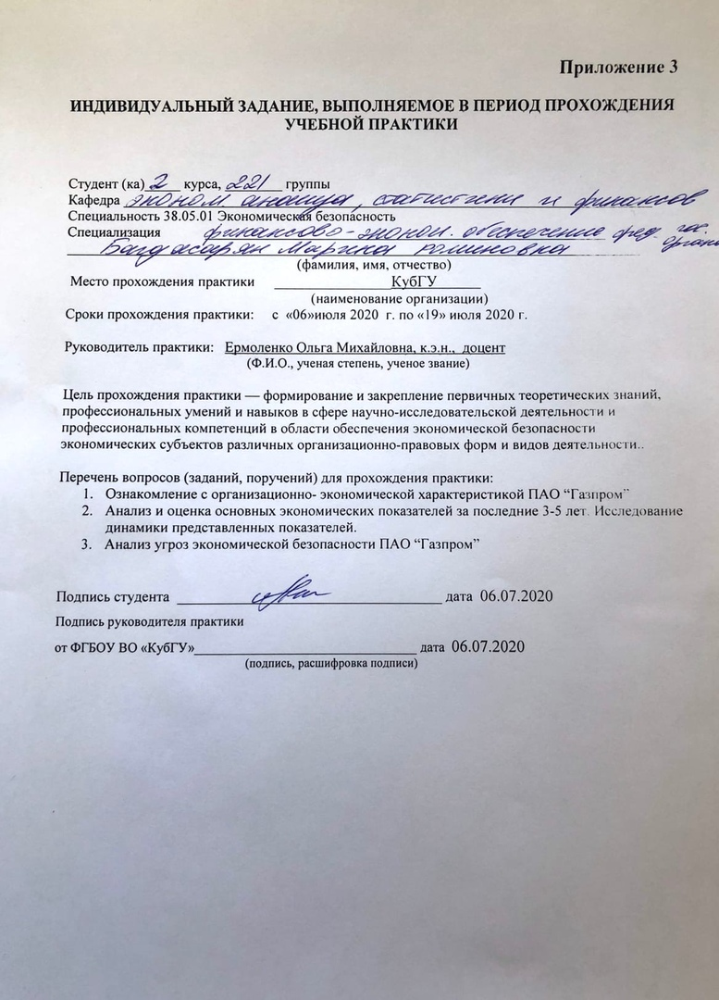 Приложение 3
ИНДИВИДУАЛЬНЫЙ ЗАДАНИЕ, ВЫПОЛНЯЕМОЕ В ПЕРИОД ПРОХОЖДЕНИЯ
УЧЕБНОЙ ПРАКТИКИ
Студент (ка) 2 курса, 221 группы
Кафедра эконом. анализа, статистики и финансов
Специальность 38.05.01 Экономическая безопасность
Специализация финансово-эконом. обеспечение фед. гос. органов
Багдасарян Марина Роминовна
(фамилия, имя, отчество)
Место прохождения практики КубГУ
(наименование организации)
Сроки прохождения практики: с «06»июля 2020 г. по «19» июля 2020 г.
Руководитель практики: Ермоленко Ольга Михайловна, к.э.н., доцент
(Ф.И.О., ученая степень, ученое звание)
Цель прохождения практики — формирование и закрепление первичных теоретических знаний,
профессиональных умений и навыков в сфере научно-исследовательской деятельности и
профессиональных компетенций в области обеспечения экономической безопасности
экономических субъектов различных организационно-правовых форм и видов деятельности..
Перечень вопросов (заданий, поручений) для прохождения практики:
1. Ознакомление с организационно- экономической характеристикой ПАО “Газпром”
2. Анализ и оценка основных экономических показателей за последние 3-5 лет. Исследование
динамики представленных показателей.
3. Анализ угроз экономической безопасности ПАО “Газпром”
Подпись студента дата 06.07.2020
Подпись руководителя практики
от ФГБОУ ВО «КубГУ» дата 06.07.2020
(подпись, расшифровка подписи)